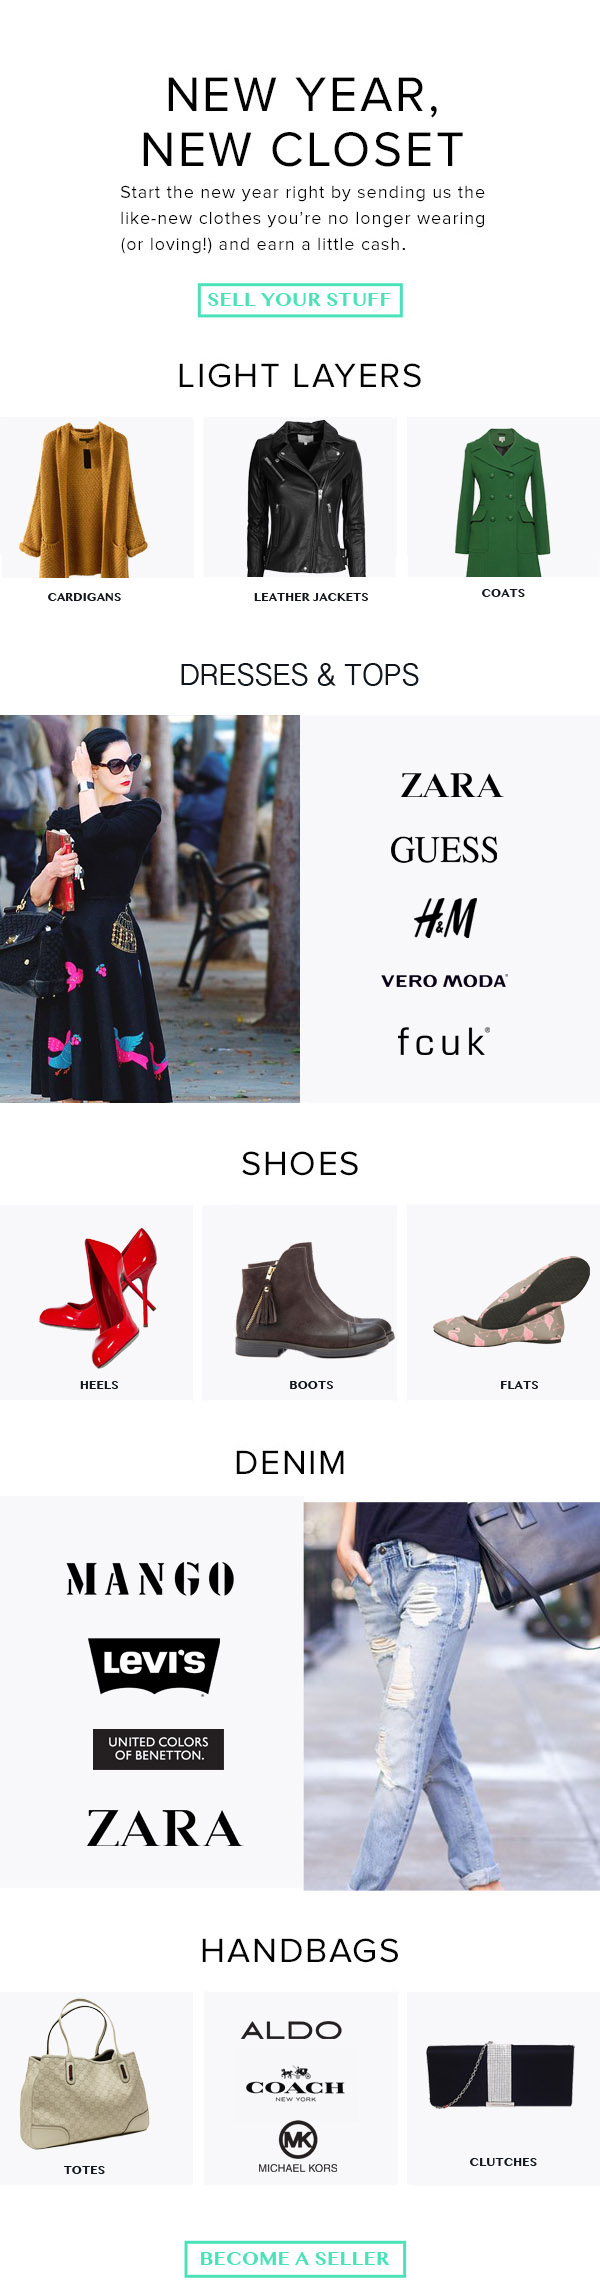 NEW YEAR,
NEW CLOSET
Start the new year right by sending us the
like-new clothes you’re no longer wearing
(or loving!) and earn a little cash.
SELL YOUR STUFF
LIGHT LAYERS
CARDIGANS
LEATHER JACKETS
COATS
DRESSES & TOPS
ZARA
GUESS
H&M
VERO MODA®
fcuk®
SHOES
HEELS
BOOTS
FLATS
DENIM
MANGO
LEVI'S
®
UNITED COLORS
OF BENETTON.
ZARA
HANDBAGS
TOTES
ALDO
COACH
NEW YORK
MK
MICHAEL KORS
CLUTCHES
BECOME A SELLER